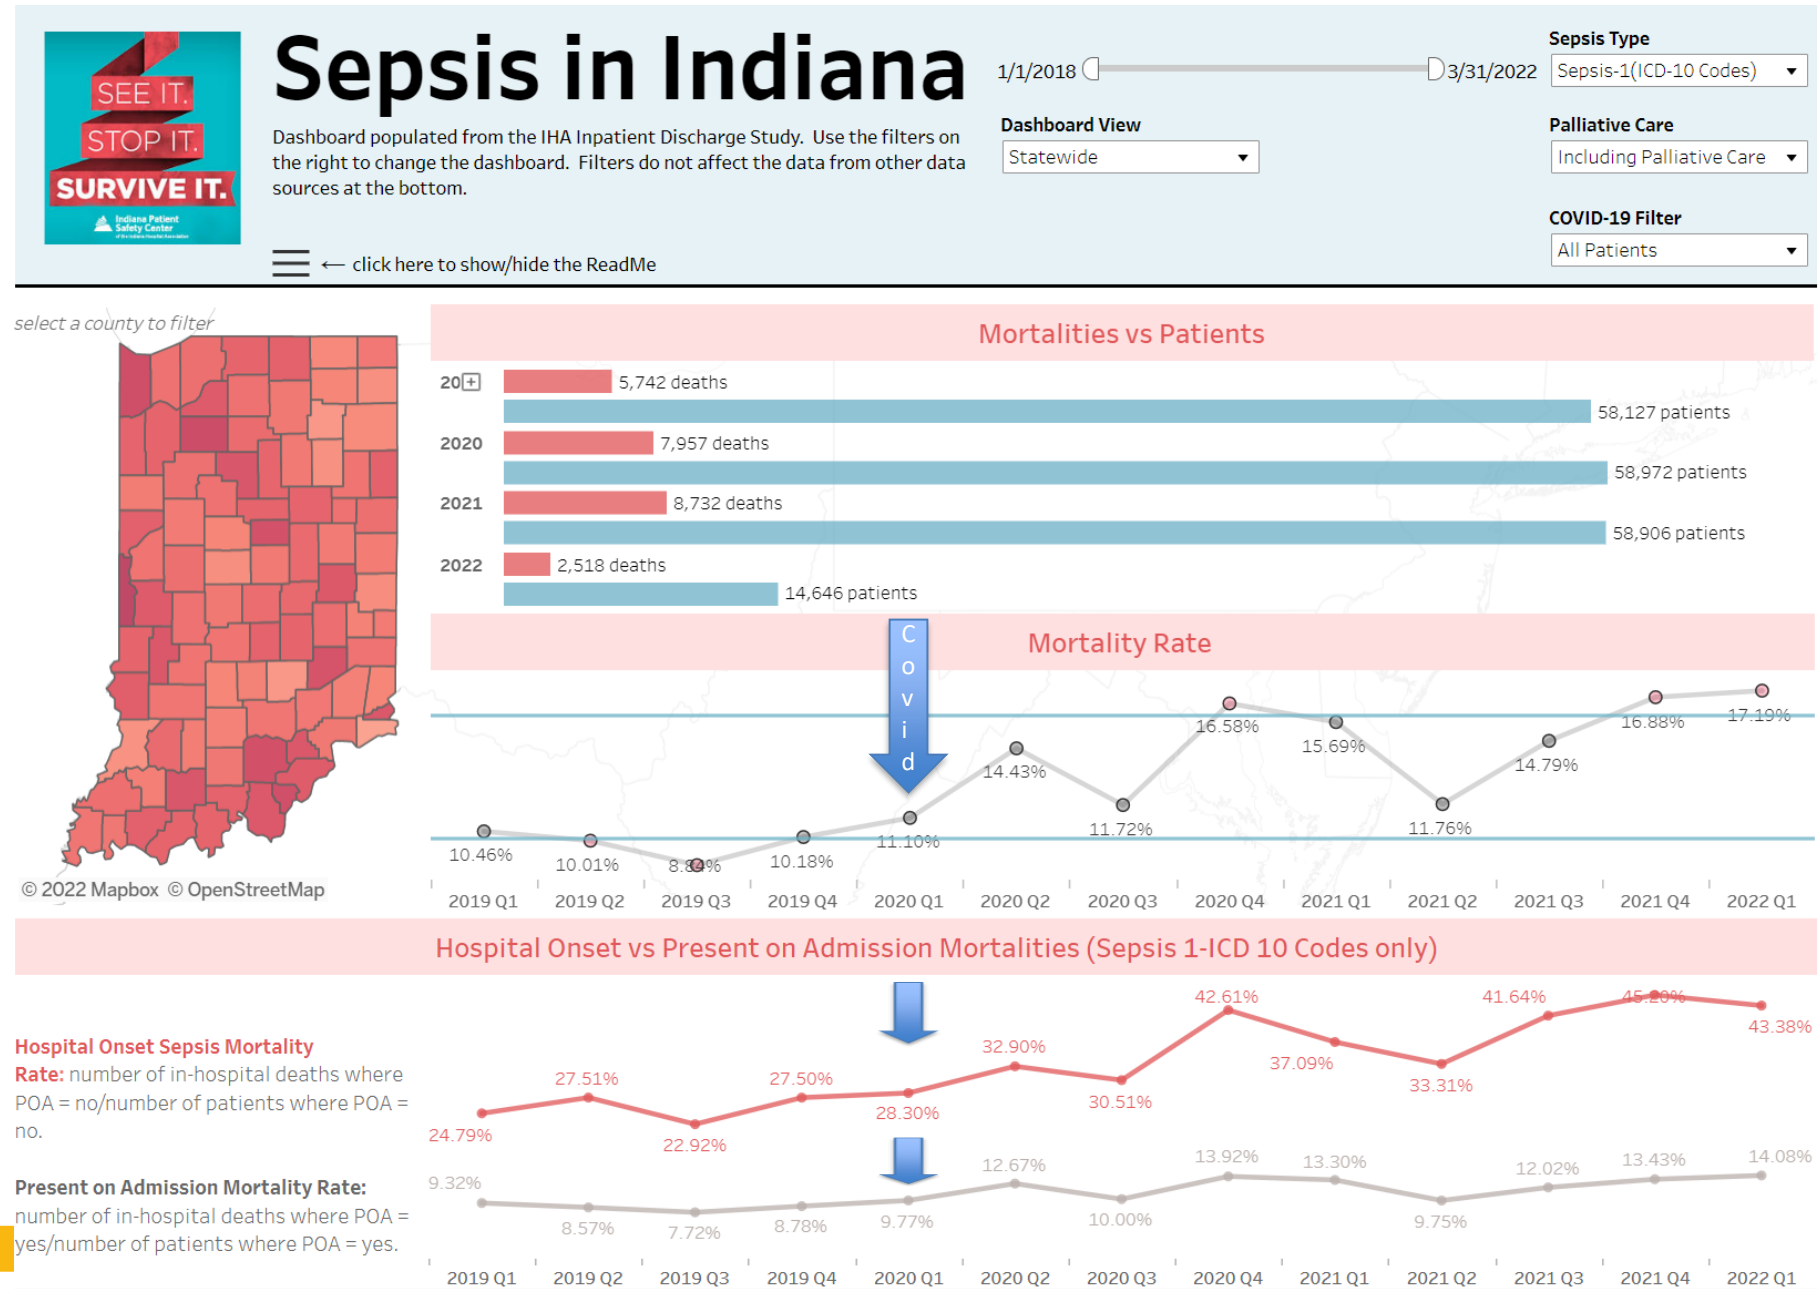 SEE IT.
STOP IT.
SURVIVE IT.
Indiana Patient
Safety Center
of the Indiana Hospital Association
Sepsis in Indiana
Dashboard populated from the IHA Inpatient Discharge Study.  Use the filters on
the right to change the dashboard.  Filters do not affect the data from other data
sources at the bottom.
← click here to show/hide the ReadMe
1/1/2018
3/31/2022
Dashboard View
Statewide
Sepsis Type
Sepsis-1(ICD-10 Codes)
Palliative Care
Including Palliative Care
COVID-19 Filter
All Patients
select a county to filter
© 2022 Mapbox © OpenStreetMap
Mortalities vs Patients
20
5,742 deaths
58,127 patients
2020
7,957 deaths
58,972 patients
2021
8,732 deaths
58,906 patients
2022
2,518 deaths
14,646 patients
Covid
Mortality Rate
10.46%
10.01%
8.84%
10.18%
11.10%
14.43%
11.72%
16.58%
15.69%
11.76%
14.79%
16.88%
17.19%
2019 Q1 2019 Q2 2019 Q3 2019 Q4 2020 Q1 2020 Q2 2020 Q3 2020 Q4 2021 Q1 2021 Q2 2021 Q3 2021 Q4 2022 Q1
Hospital Onset vs Present on Admission Mortalities (Sepsis 1-ICD 10 Codes only)
Hospital Onset Sepsis Mortality
Rate: number of in-hospital deaths where
POA = no/number of patients where POA =
no.
Present on Admission Mortality Rate:
number of in-hospital deaths where POA =
yes/number of patients where POA = yes.
24.79%
27.51%
22.92%
27.50%
28.30%
32.90%
30.51%
42.61%
37.09%
33.31%
41.64%
45.20%
43.38%
9.32%
8.57%
7.72%
8.78%
9.77%
12.67%
10.00%
13.92%
13.30%
9.75%
12.02%
13.43%
14.08%
2019 Q1 2019 Q2 2019 Q3 2019 Q4 2020 Q1 2020 Q2 2020 Q3 2020 Q4 2021 Q1 2021 Q2 2021 Q3 2021 Q4 2022 Q1